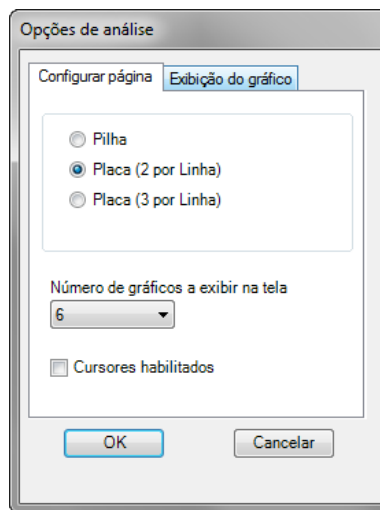 Opções de análise
Configurar página
Exibição do gráfico
Pilha
Placa (2 por Linha)
Placa (3 por Linha)
Número de gráficos a exibir na tela
6
Cursores habilitados
OK
Cancelar